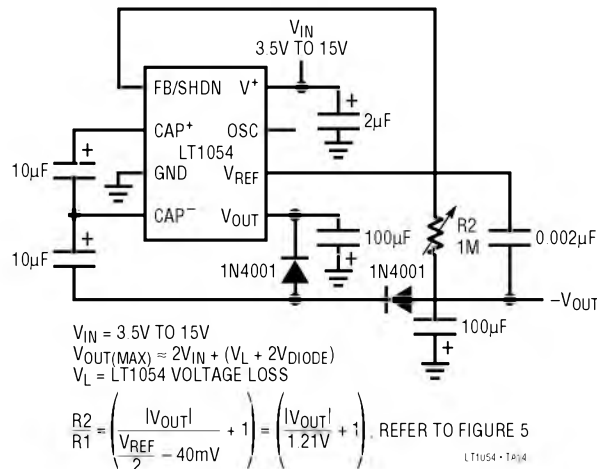 V_IN
3.5V TO 15V
FB/SHDN
V⁺
+
2µF
CAP⁺
OSC
+
LT1054
10µF
GND
V_REF
CAP⁻
V_OUT
+
10µF
100µF
+
R2
1M
0.002µF
1N4001
1N4001
–V_OUT
100µF
+
V_IN = 3.5V TO 15V
V_OUT(MAX) ≈ 2V_IN + (V_L + 2V_DIODE)
V_L = LT1054 VOLTAGE LOSS
R2/R1 = (|V_OUT| / (V_REF/2 – 40mV) + 1) = (|V_OUT| / 1.21V + 1), REFER TO FIGURE 5